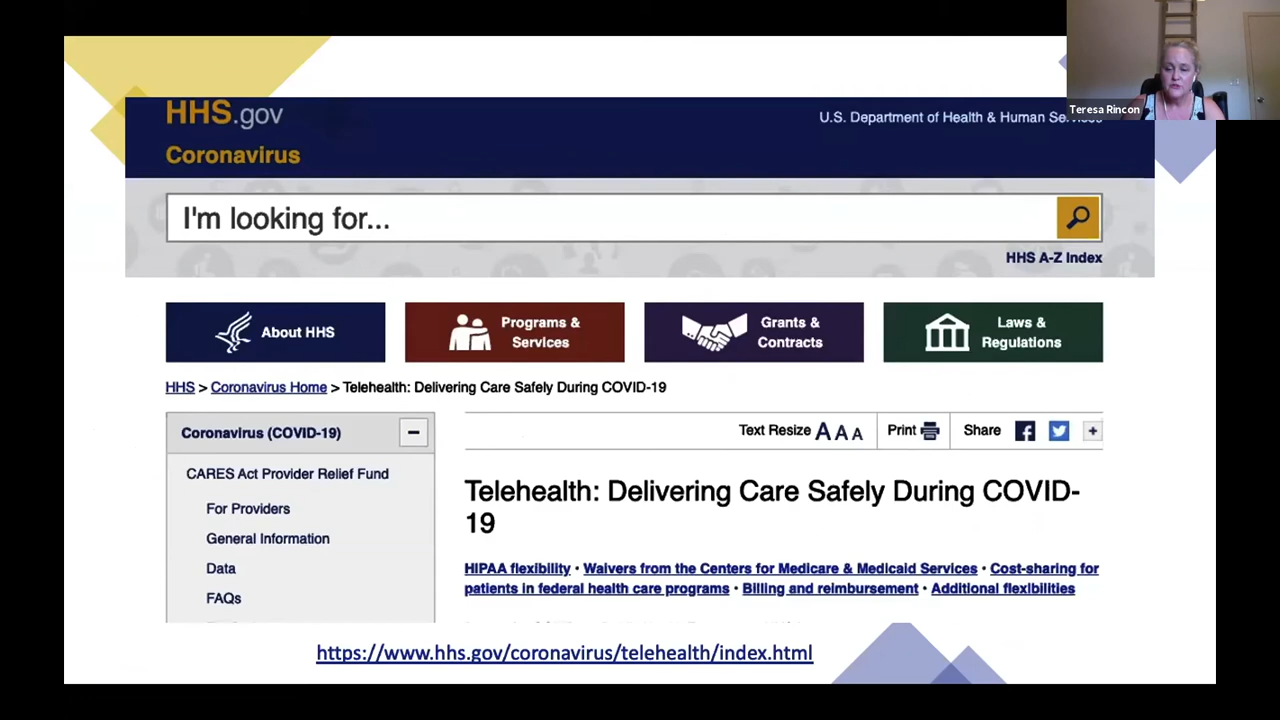 HHS.gov
U.S. Department of Health & Human Services
Teresa Rincon
Coronavirus
I'm looking for...
HHS A-Z Index
About HHS
Programs &
Services
Grants &
Contracts
Laws &
Regulations
HHS > Coronavirus Home > Telehealth: Delivering Care Safely During COVID-19
Coronavirus (COVID-19)
CARES Act Provider Relief Fund
For Providers
General Information
Data
FAQs
Text Resize A A A
Print
Share
Telehealth: Delivering Care Safely During COVID-
19
HIPAA flexibility • Waivers from the Centers for Medicare & Medicaid Services • Cost-sharing for
patients in federal health care programs • Billing and reimbursement • Additional flexibilities
https://www.hhs.gov/coronavirus/telehealth/index.html